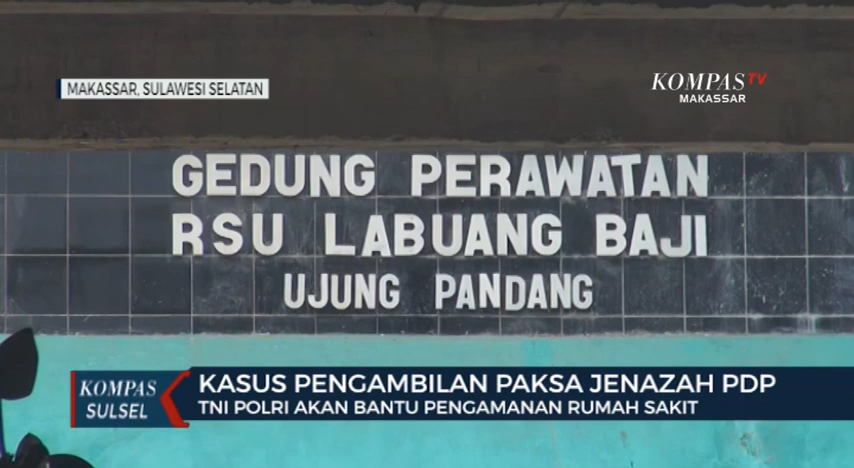 MAKASSAR, SULAWESI SELATAN
KOMPAS TV
MAKASSAR
GEDUNG PERAWATAN
RSU LABUANG BAJI
UJUNG PANDANG
KOMPAS
SULSEL
KASUS PENGAMBILAN PAKSA JENAZAH PDP
TNI POLRI AKAN BANTU PENGAMANAN RUMAH SAKIT